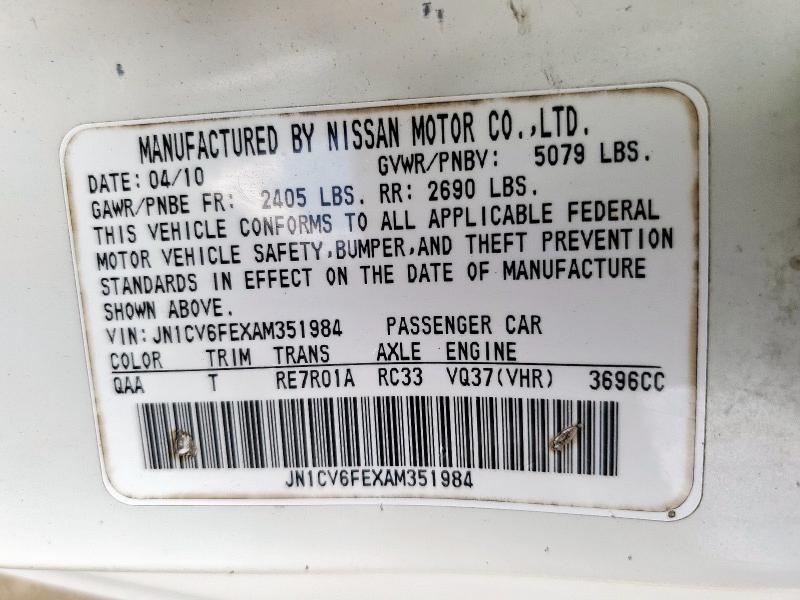 MANUFACTURED BY NISSAN MOTOR CO.,LTD.
DATE: 04/10 GVWR/PNBV: 5079 LBS.
GAWR/PNBE FR: 2405 LBS. RR: 2690 LBS.
THIS VEHICLE CONFORMS TO ALL APPLICABLE FEDERAL
MOTOR VEHICLE SAFETY,BUMPER,AND THEFT PREVENTION
STANDARDS IN EFFECT ON THE DATE OF MANUFACTURE
SHOWN ABOVE.
VIN: JN1CV6FEXAM351984 PASSENGER CAR
COLOR TRIM TRANS AXLE ENGINE
QAA T RE7R01A RC33 VQ37(VHR) 3696CC
JN1CV6FEXAM351984